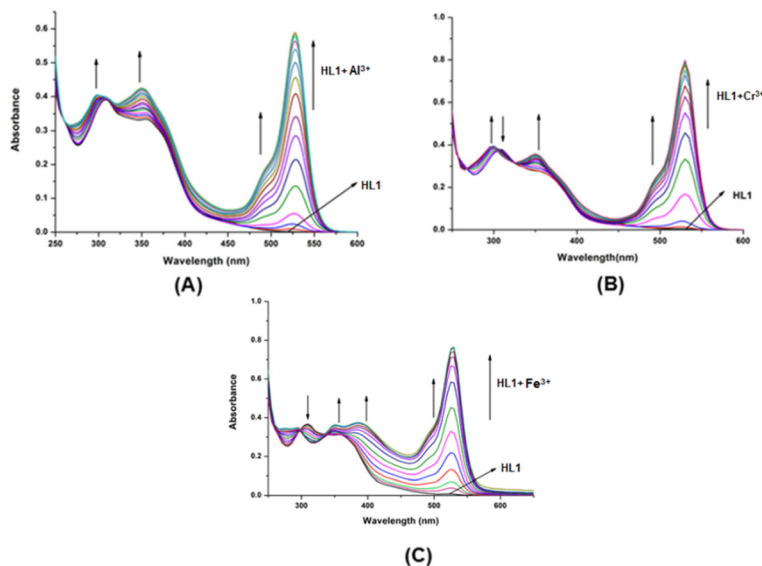 0.6
0.5
0.4
0.3
0.2
0.1
0.0
Absorbance
HL1+Al³⁺
HL1
250 300 350 400 450 500 550 600
Wavelength (nm)
(A)
1.0
0.8
0.6
0.4
0.2
0.0
Absorbance
HL1+Cr³⁺
HL1
300 400 500 600
Wavelength(nm)
(B)
1.0
0.8
0.6
0.4
0.2
0.0
Absorbance
HL1+Fe³⁺
HL1
300 400 500 600
Wavelength (nm)
(C)